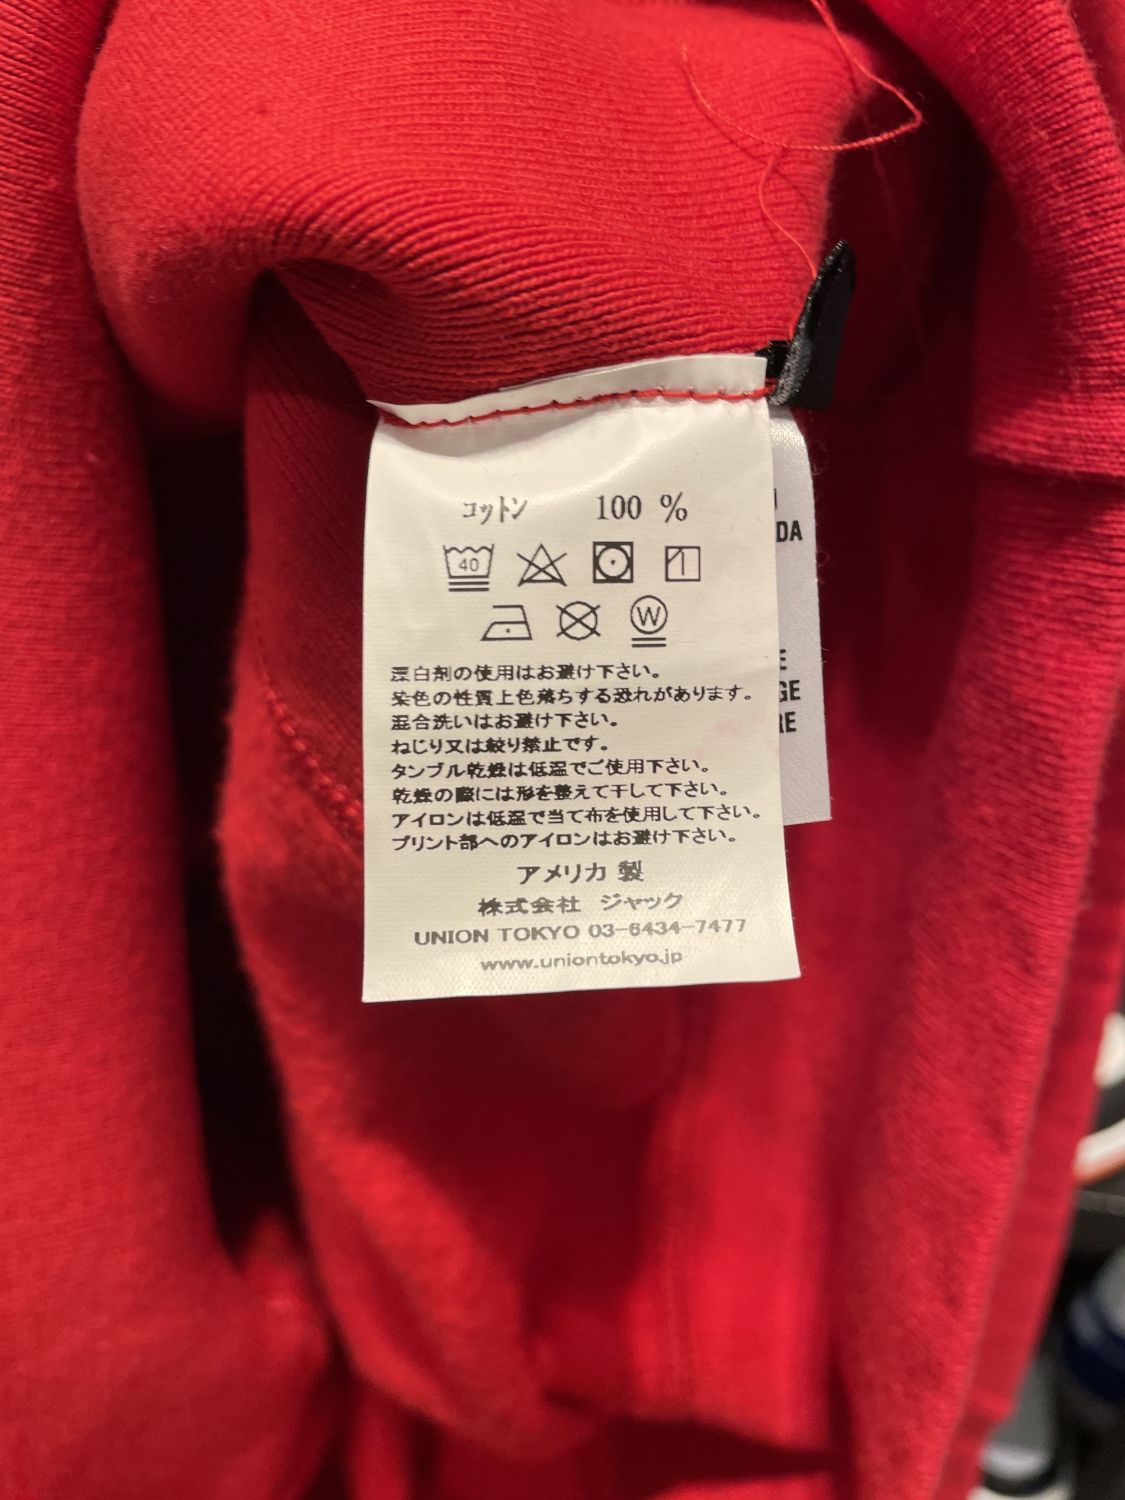 コットン 100 %
40
W
漂白剤の使用はお避け下さい。
染色の性質上色落ちする恐れがあります。
混合洗いはお避け下さい。
ねじり又は絞り禁止です。
タンブル乾燥は低温でご使用下さい。
乾燥の際には形を整えて干して下さい。
アイロンは低温で当て布を使用して下さい。
プリント部へのアイロンはお避け下さい。
アメリカ 製
株式会社 ジャック
UNION TOKYO 03-6434-7477
www.uniontokyo.jp
DA
E
GE
RE